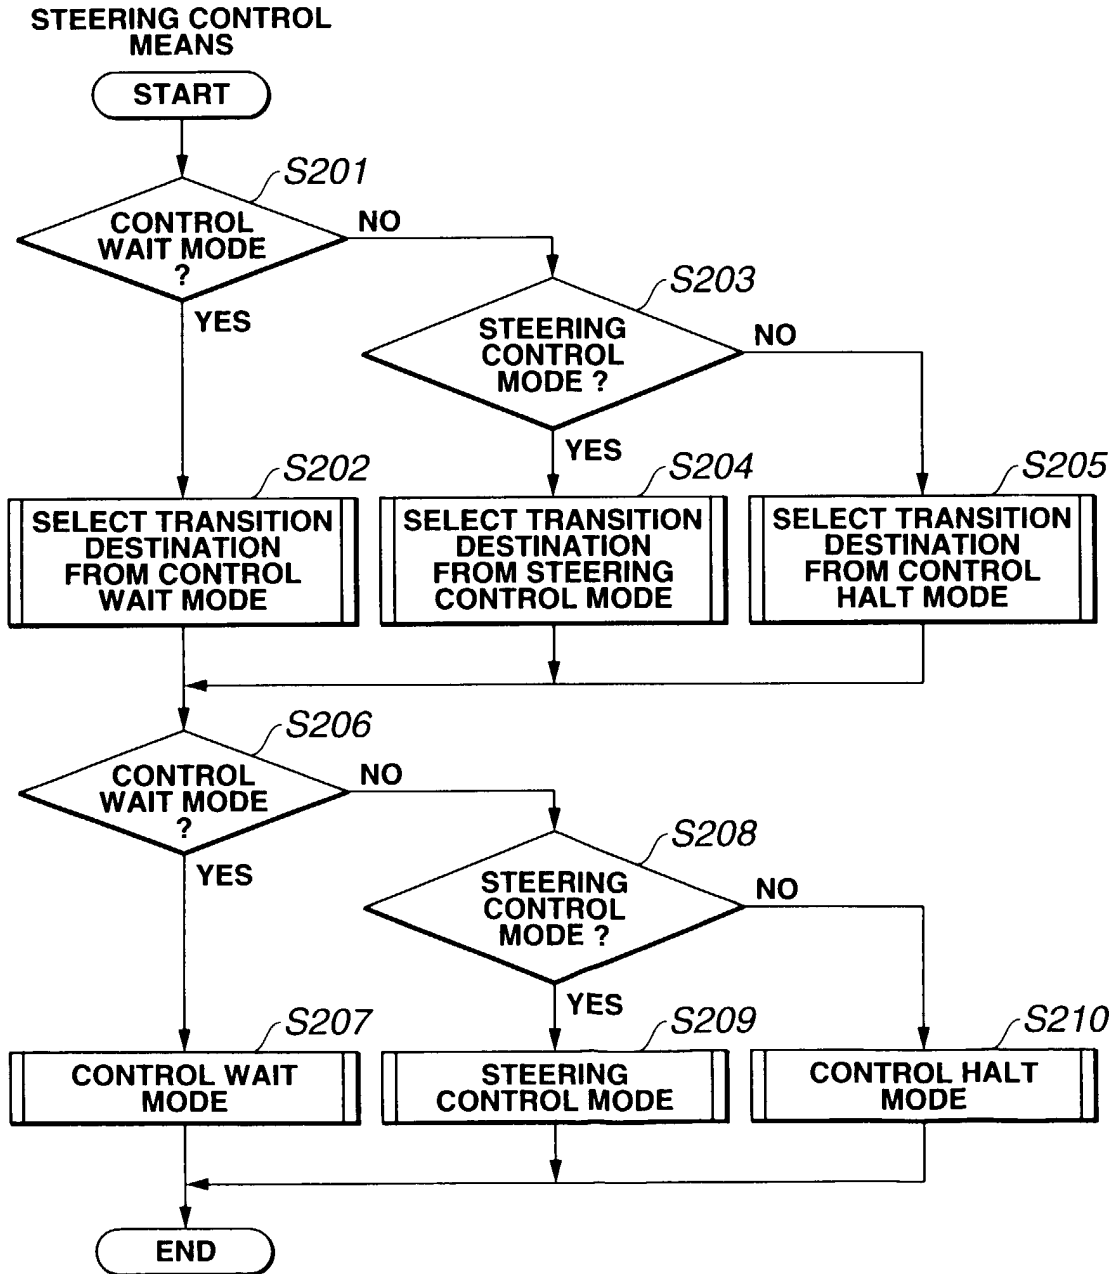 STEERING CONTROL
MEANS
START
S201
CONTROL
WAIT MODE
?
NO
YES
S203
STEERING
CONTROL
MODE ?
NO
YES
S202
SELECT TRANSITION
DESTINATION
FROM CONTROL
WAIT MODE
S204
SELECT TRANSITION
DESTINATION
FROM STEERING
CONTROL MODE
S205
SELECT TRANSITION
DESTINATION
FROM CONTROL
HALT MODE
S206
CONTROL
WAIT MODE
?
NO
YES
S208
STEERING
CONTROL
MODE ?
NO
YES
S207
CONTROL WAIT
MODE
S209
STEERING
CONTROL MODE
S210
CONTROL HALT
MODE
END